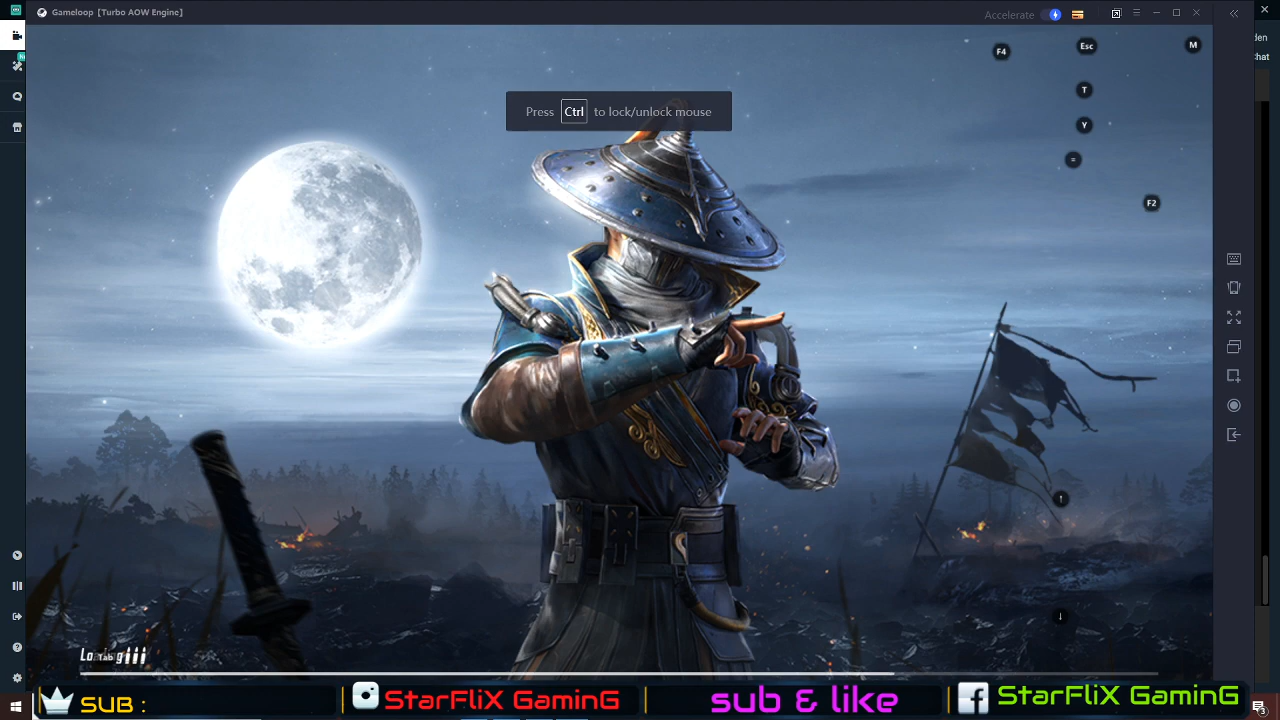 Gameloop [Turbo AOW Engine]
Accelerate
F4
Esc
M
Press Ctrl to lock/unlock mouse
T
Y
=
F2
↑
↓
Tab
SUB :
StarFliX GaminG
sub & like
StarFliX GaminG